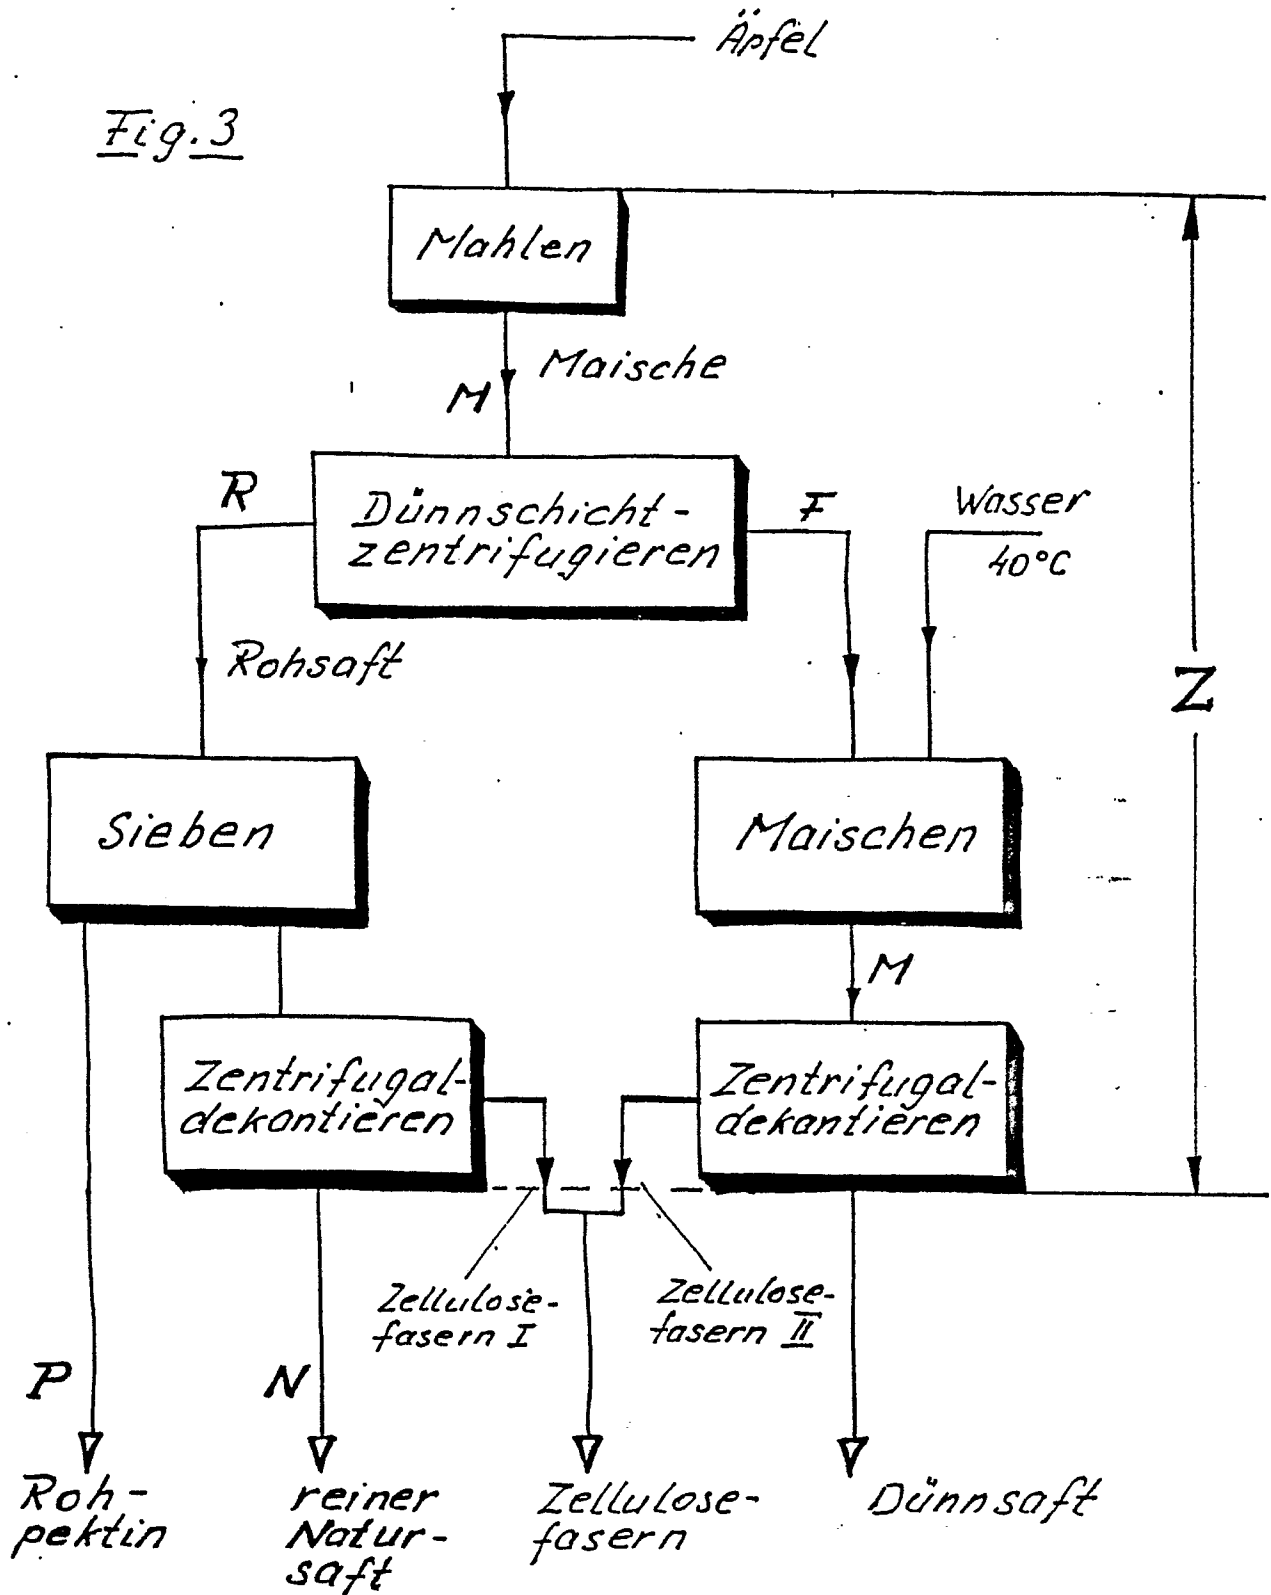 Äpfel
Fig. 3
Mahlen
Maische
M
R
Dünnschicht-
zentrifugieren
F
Wasser
40°C
Rohsaft
Z
Sieben
Maischen
M
Zentrifugal-
dekantieren
Zentrifugal-
dekantieren
Zellulose-
fasern I
Zellulose-
fasern II
P
N
Roh-
pektin
reiner
Natur-
saft
Zellulose-
fasern
Dünnsaft